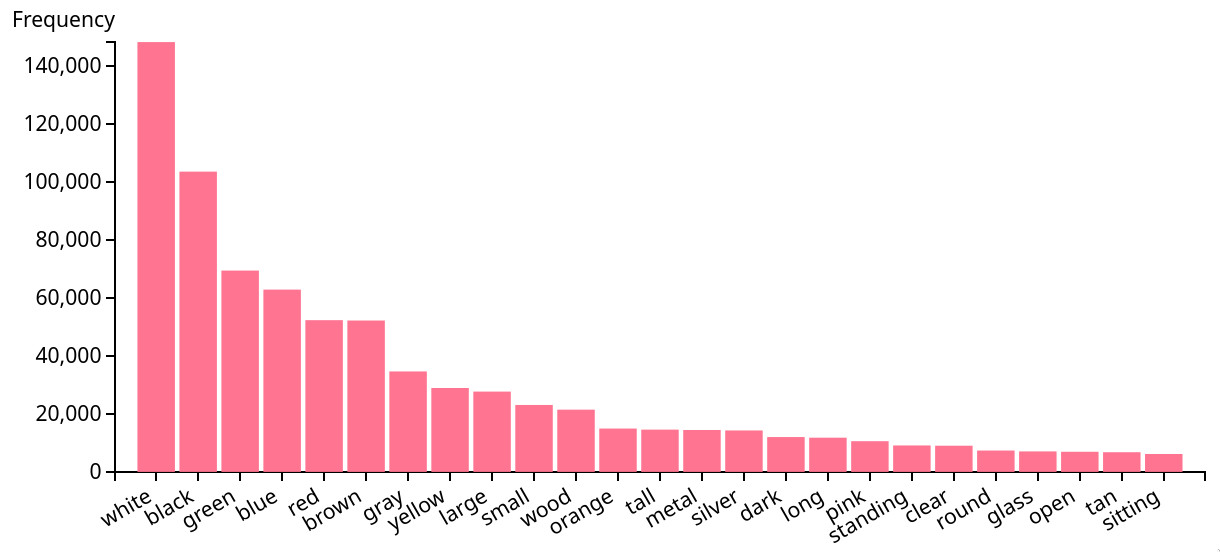 Frequency
140,000
120,000
100,000
80,000
60,000
40,000
20,000
0
white
black
green
blue
red
brown
gray
yellow
large
small
wood
orange
tall
metal
silver
dark
long
pink
standing
clear
round
glass
open
tan
sitting